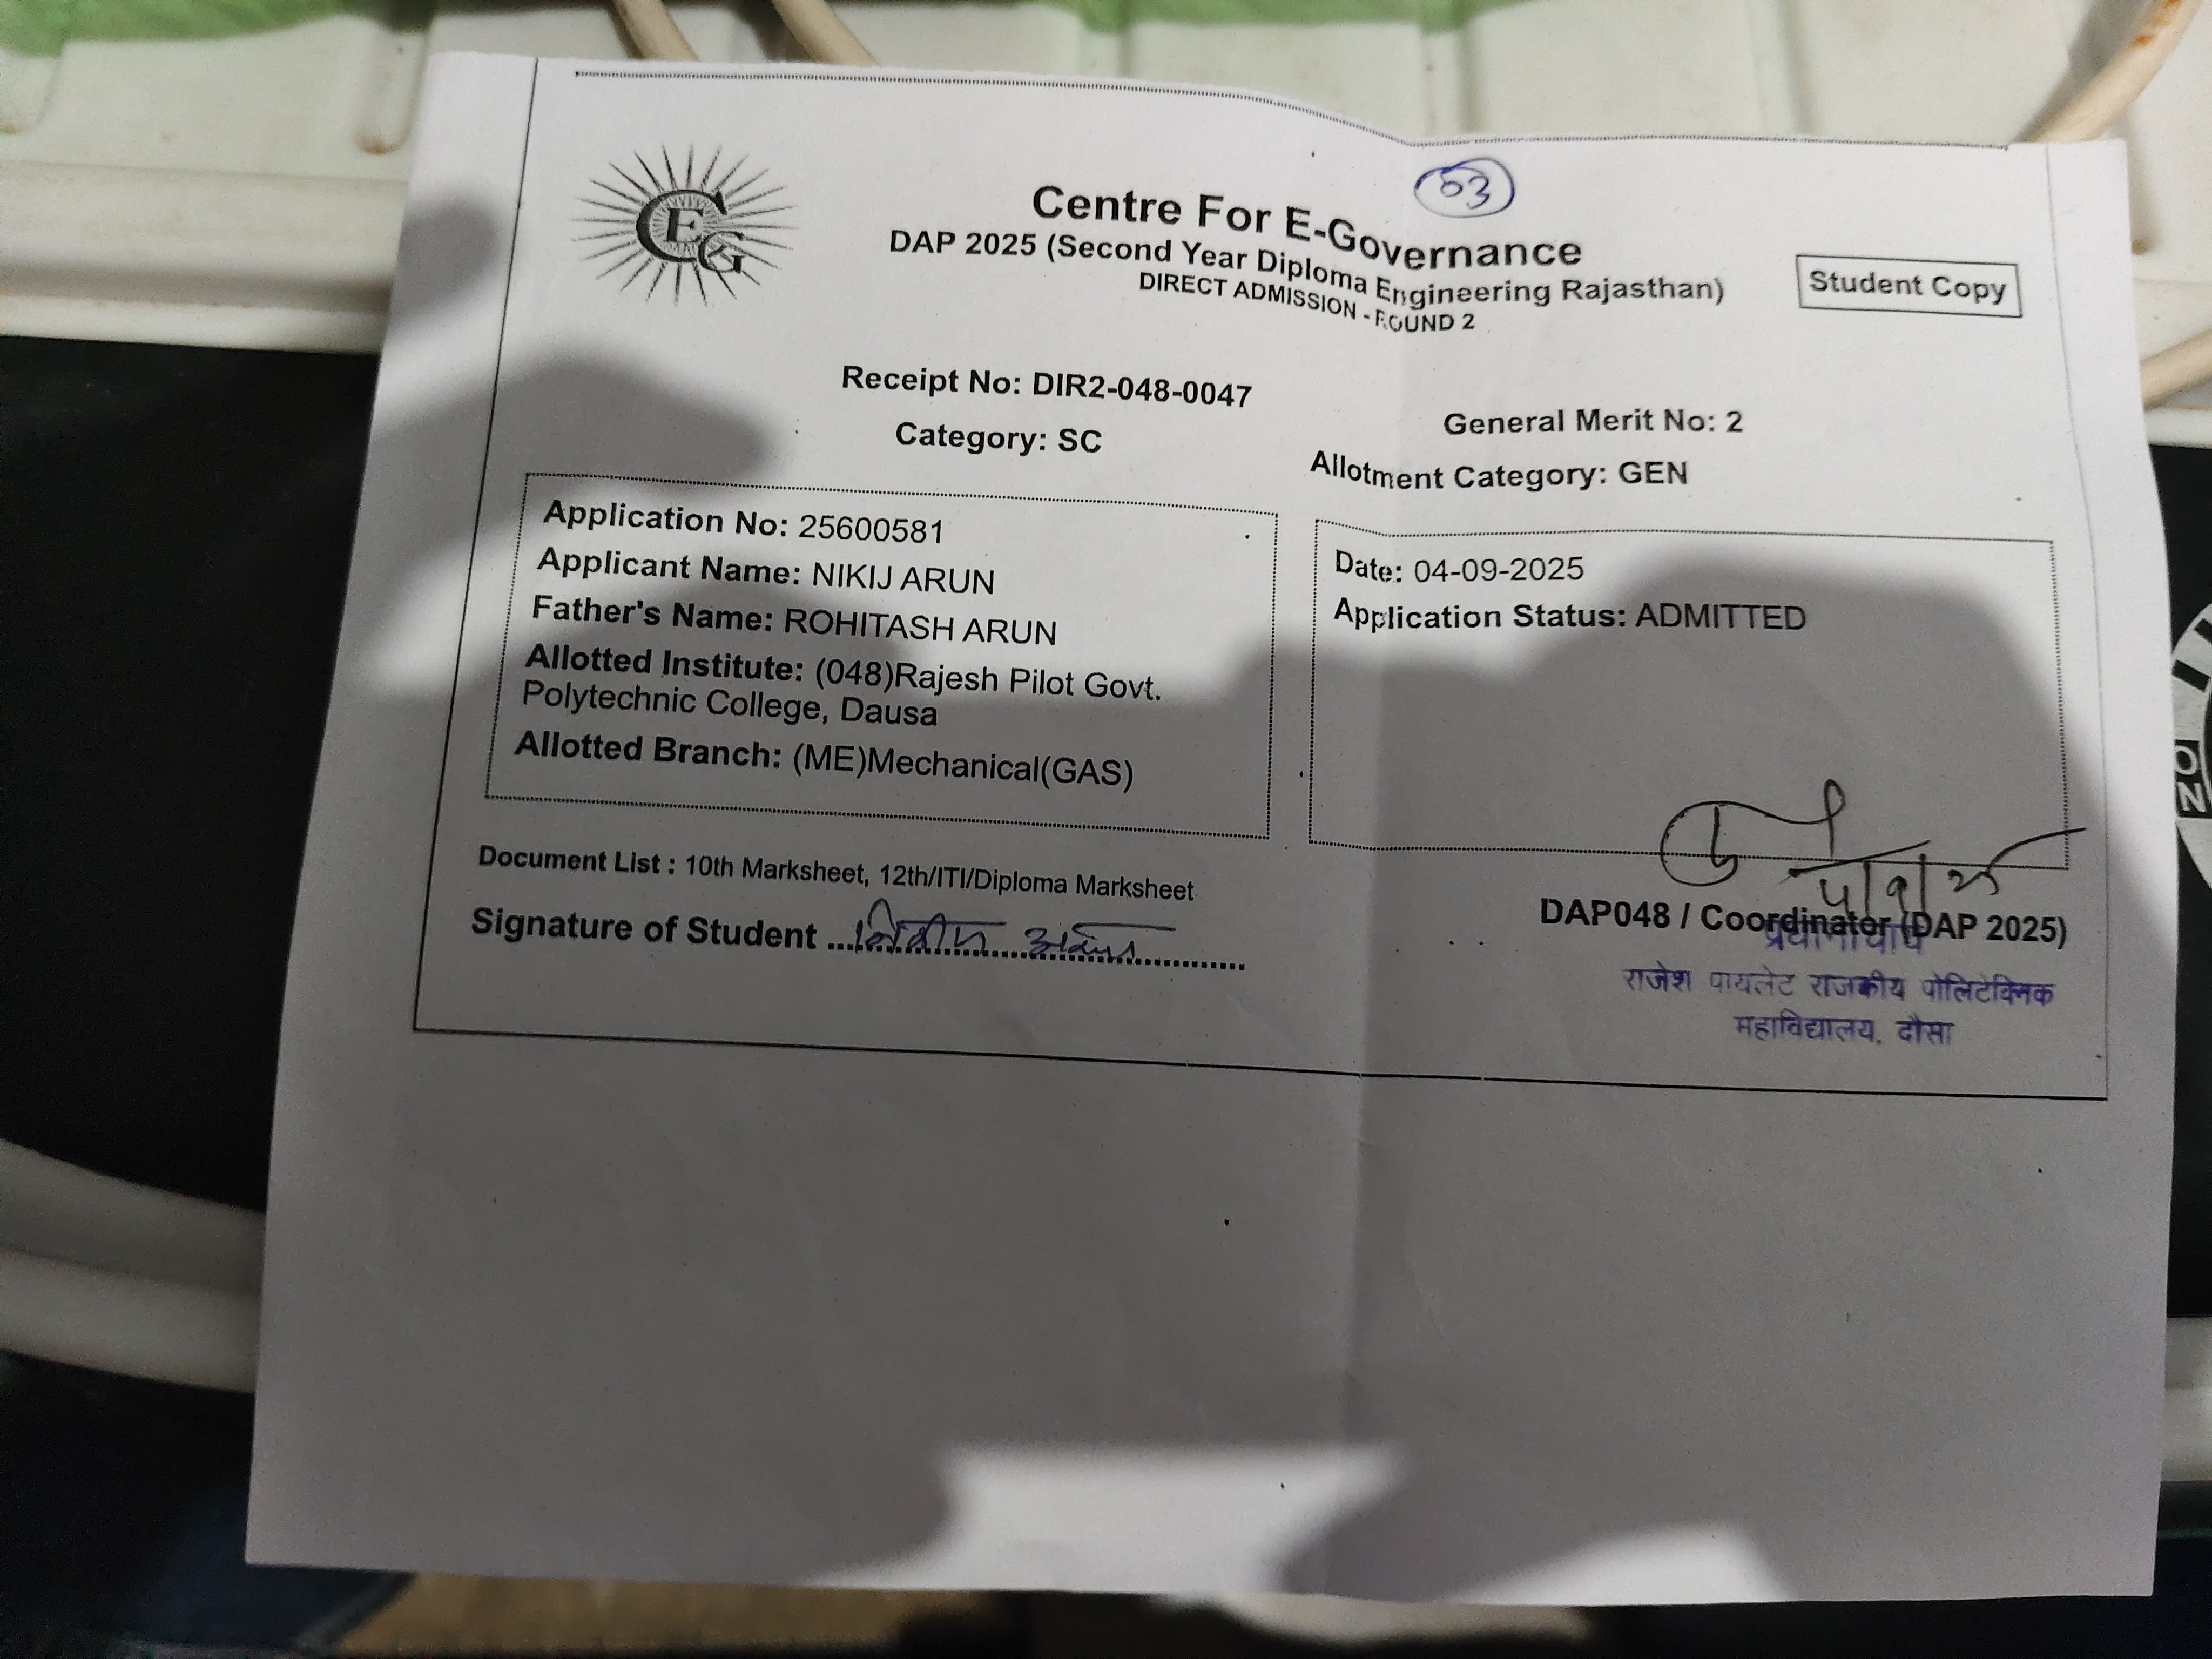 53
CEG
Centre For E-Governance
DAP 2025 (Second Year Diploma Engineering Rajasthan)
DIRECT ADMISSION - ROUND 2
Student Copy
Receipt No: DIR2-048-0047
General Merit No: 2
Category: SC
Allotment Category: GEN
Application No: 25600581
Applicant Name: NIKIJ ARUN
Father's Name: ROHITASH ARUN
Allotted Institute: (048)Rajesh Pilot Govt.
Polytechnic College, Dausa
Allotted Branch: (ME)Mechanical(GAS)
Date: 04-09-2025
Application Status: ADMITTED
Document List : 10th Marksheet, 12th/ITI/Diploma Marksheet
Signature of Student ....................
DAP048 / Coordinator (DAP 2025)
प्रधानाचार्य
राजेश पायलेट राजकीय पोलिटेक्निक
महाविद्यालय, दौसा